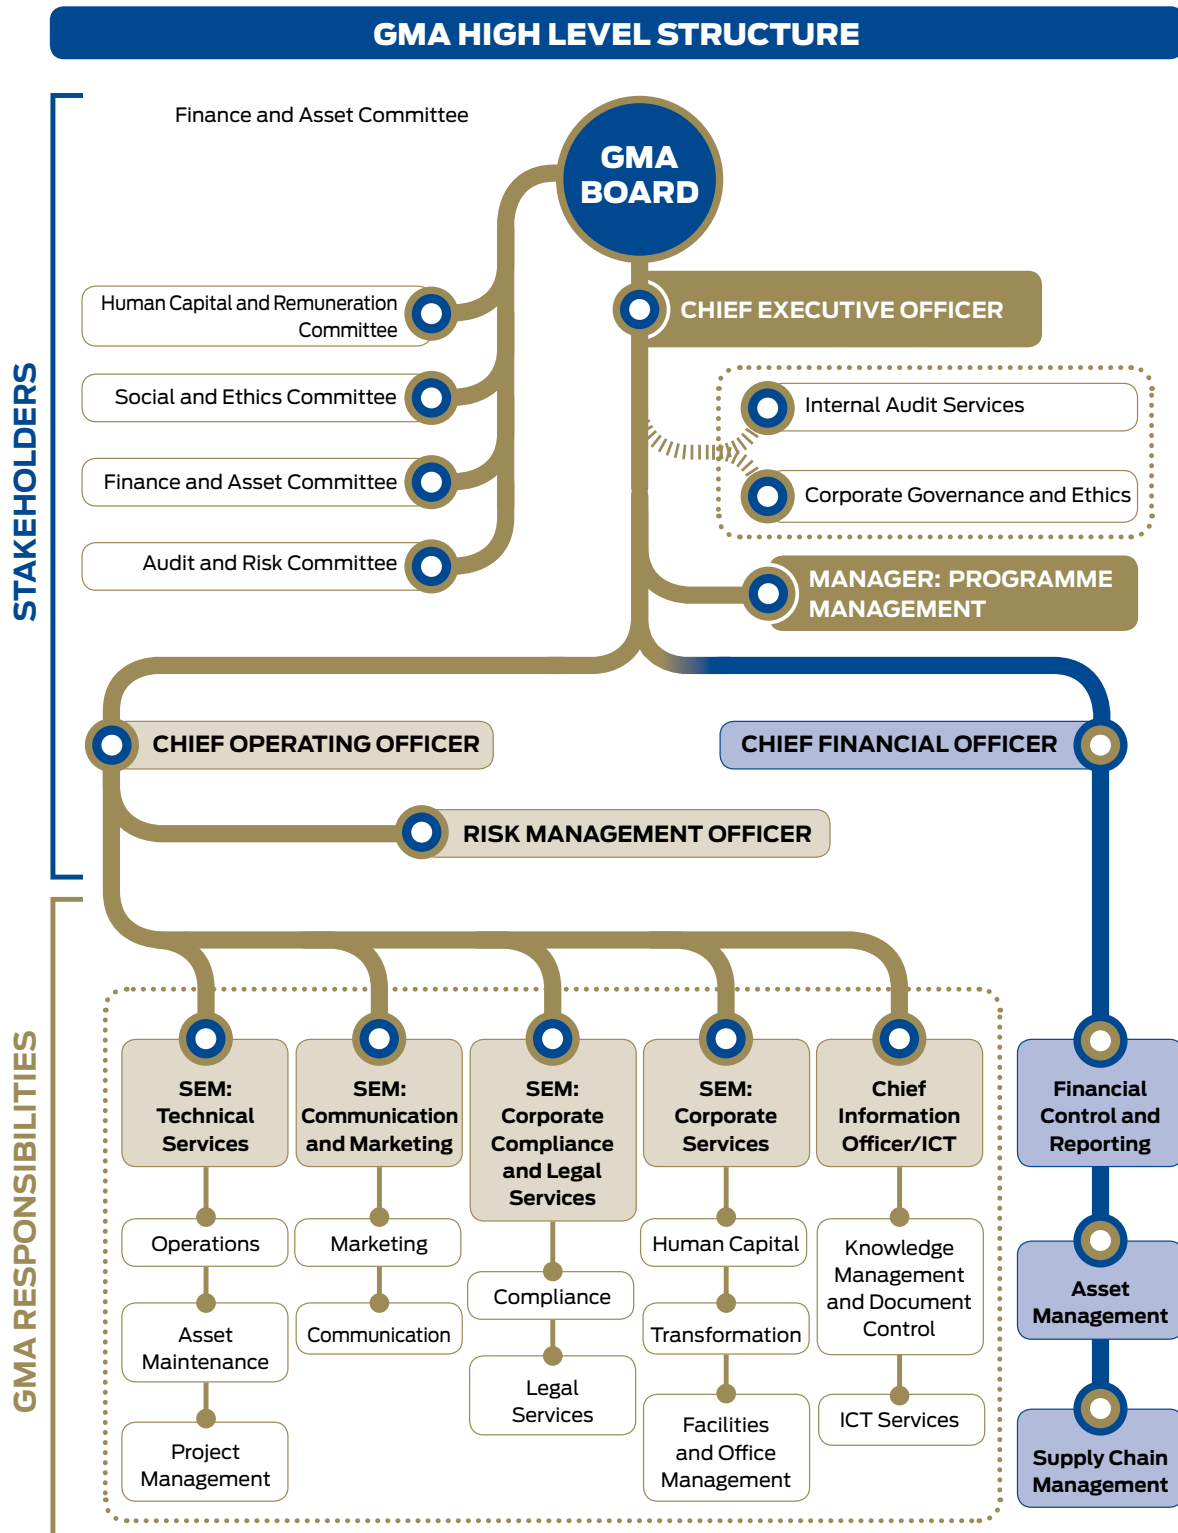 GMA HIGH LEVEL STRUCTURE
Finance and Asset Committee
GMA
BOARD
STAKEHOLDERS
Human Capital and Remuneration
Committee
CHIEF EXECUTIVE OFFICER
Social and Ethics Committee
Internal Audit Services
Finance and Asset Committee
Corporate Governance and Ethics
Audit and Risk Committee
MANAGER: PROGRAMME
MANAGEMENT
CHIEF OPERATING OFFICER
CHIEF FINANCIAL OFFICER
RISK MANAGEMENT OFFICER
GMA RESPONSIBILITIES
SEM:
Technical
Services
Operations
Asset
Maintenance
Project
Management
SEM:
Communication
and Marketing
Marketing
Communication
SEM:
Corporate
Compliance
and Legal
Services
Compliance
Legal
Services
SEM:
Corporate
Services
Human Capital
Transformation
Facilities
and Office
Management
Chief
Information
Officer/ICT
Knowledge
Management
and Document
Control
ICT Services
Financial
Control and
Reporting
Asset
Management
Supply Chain
Management